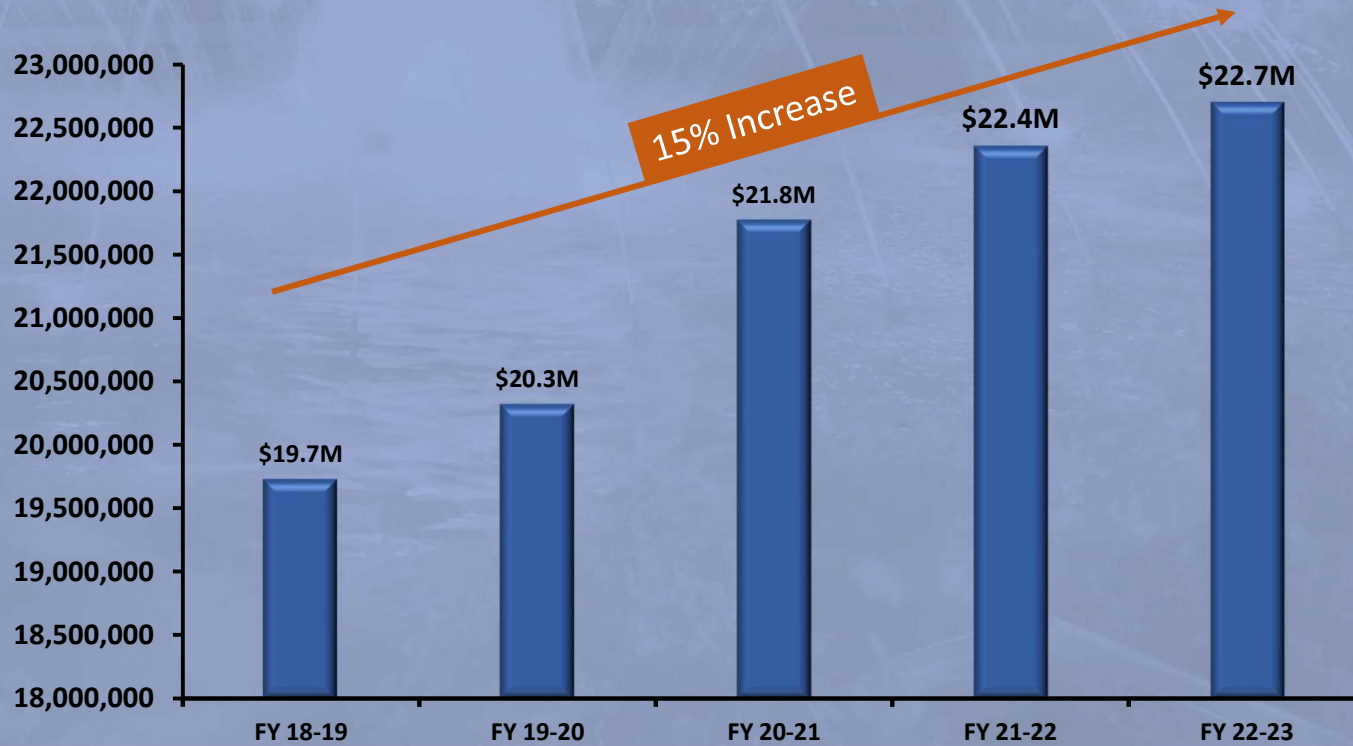 23,000,000
22,500,000
22,000,000
21,500,000
21,000,000
20,500,000
20,000,000
19,500,000
19,000,000
18,500,000
18,000,000
15% Increase
$19.7M
$20.3M
$21.8M
$22.4M
$22.7M
FY 18-19
FY 19-20
FY 20-21
FY 21-22
FY 22-23